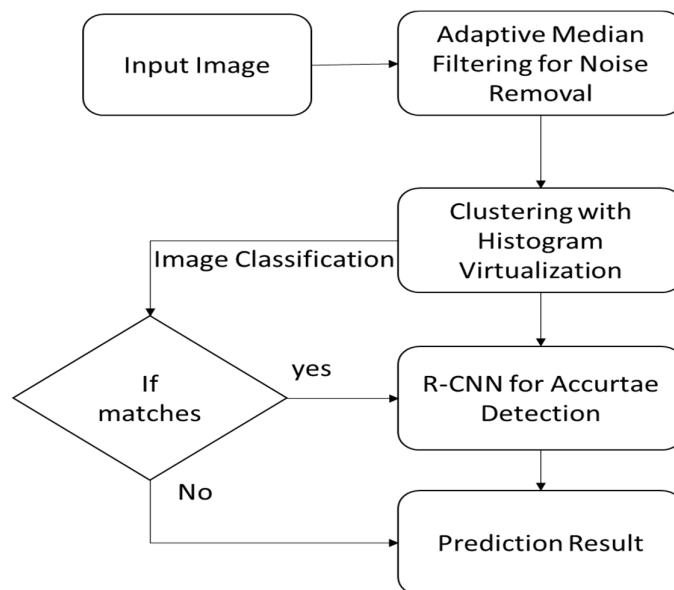 Input Image
Adaptive Median
Filtering for Noise
Removal
Clustering with
Histogram
Virtualization
Image Classification
If
matches
yes
R-CNN for Accurtae
Detection
No
Prediction Result